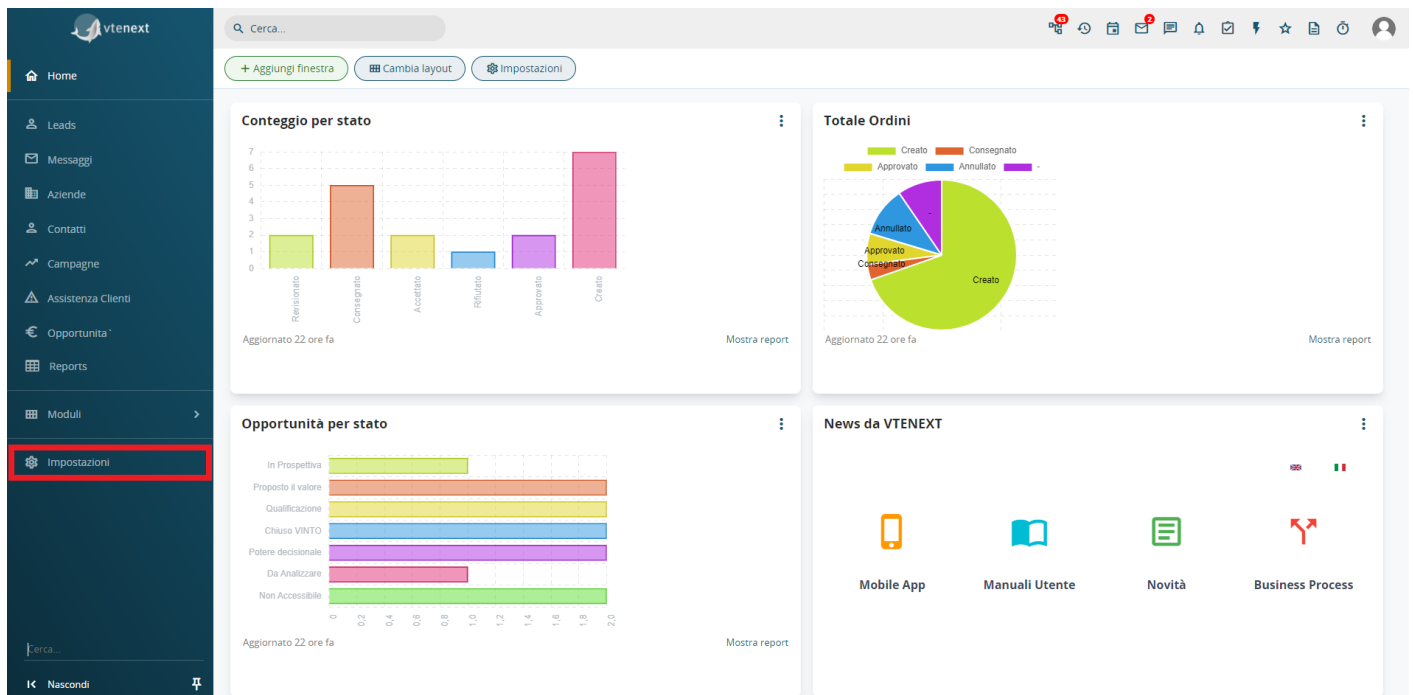 vtenext
Cerca...
43
2
Home
Leads
Messaggi
Aziende
Contatti
Campagne
Assistenza Clienti
Opportunita`
Reports
Moduli
Impostazioni
Cerca...
Nascondi
+ Aggiungi finestra
Cambia layout
Impostazioni
Conteggio per stato
7
6
5
4
3
2
1
0
Revisionato
Consegnato
Accettato
Rifiutato
Approvato
Creato
Aggiornato 22 ore fa
Mostra report
Totale Ordini
Creato Consegnato
Approvato Annullato -
-
Annullato
Approvato
Consegnato
Creato
Aggiornato 22 ore fa
Mostra report
Opportunità per stato
In Prospettiva
Proposto il valore
Qualificazione
Chiuso VINTO
Potere decisionale
Da Analizzare
Non Accessibile
0 0,2 0,4 0,6 0,8 1,0 1,2 1,4 1,6 1,8 2,0
Aggiornato 22 ore fa
Mostra report
News da VTENEXT
Mobile App
Manuali Utente
Novità
Business Process